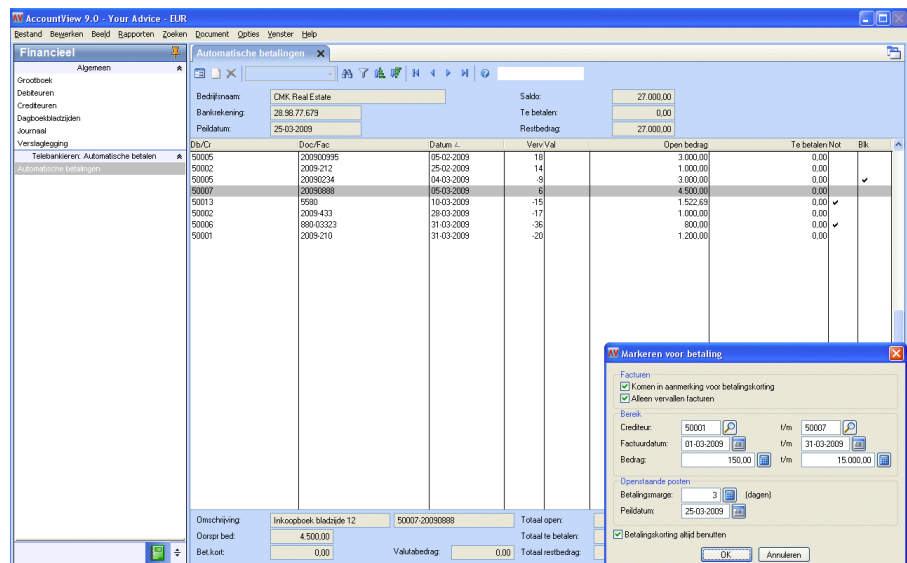 AccountView 9.0 - Your Advice - EUR
Bestand Bewerken Beeld Rapporten Zoeken Document Opties Venster Help
Financieel
Algemeen
Grootboek
Debiteuren
Crediteuren
Dagboekbladzijden
Journaal
Verslaglegging
Telebankieren: Automatische betalen
Automatische betalingen
Automatische betalingen
Bedrijfsnaam: CMK Real Estate Saldo: 27.000,00
Bankrekening: 28.98.77.679 Te betalen: 0,00
Peildatum: 25-03-2009 Restbedrag: 27.000,00
Db/Cr Doc/Fac Datum Verv Val Open bedrag Te betalen Not Blk
50005 200900995 05-02-2009 18 3.000,00 0,00
50002 2009-212 25-02-2009 14 1.000,00 0,00
50005 20090234 04-03-2009 -9 3.000,00 0,00
50007 20090888 05-03-2009 6 4.500,00 0,00
50013 5580 10-03-2009 -15 1.522,69 0,00
50002 2009-433 28-03-2009 -17 1.000,00 0,00
50006 880-03323 31-03-2009 -36 800,00 0,00
50001 2009-210 31-03-2009 -20 1.200,00 0,00
Omschrijving: Inkoopboek bladzijde 12 50007-20090888 Totaal open:
Oorspr bed: 4.500,00 Totaal te betalen:
Bet.kort: 0,00 Valutabedrag: 0,00 Totaal restbedrag:
Markeren voor betaling
Facturen
Komen in aanmerking voor betalingskorting
Alleen vervallen facturen
Bereik
Crediteur: 50001 t/m 50007
Factuurdatum: 01-03-2009 t/m 31-03-2009
Bedrag: 150,00 t/m 15.000,00
Openstaande posten
Betalingsmarge: 3 (dagen)
Peildatum: 25-03-2009
Betalingskorting altijd benutten
OK Annuleren